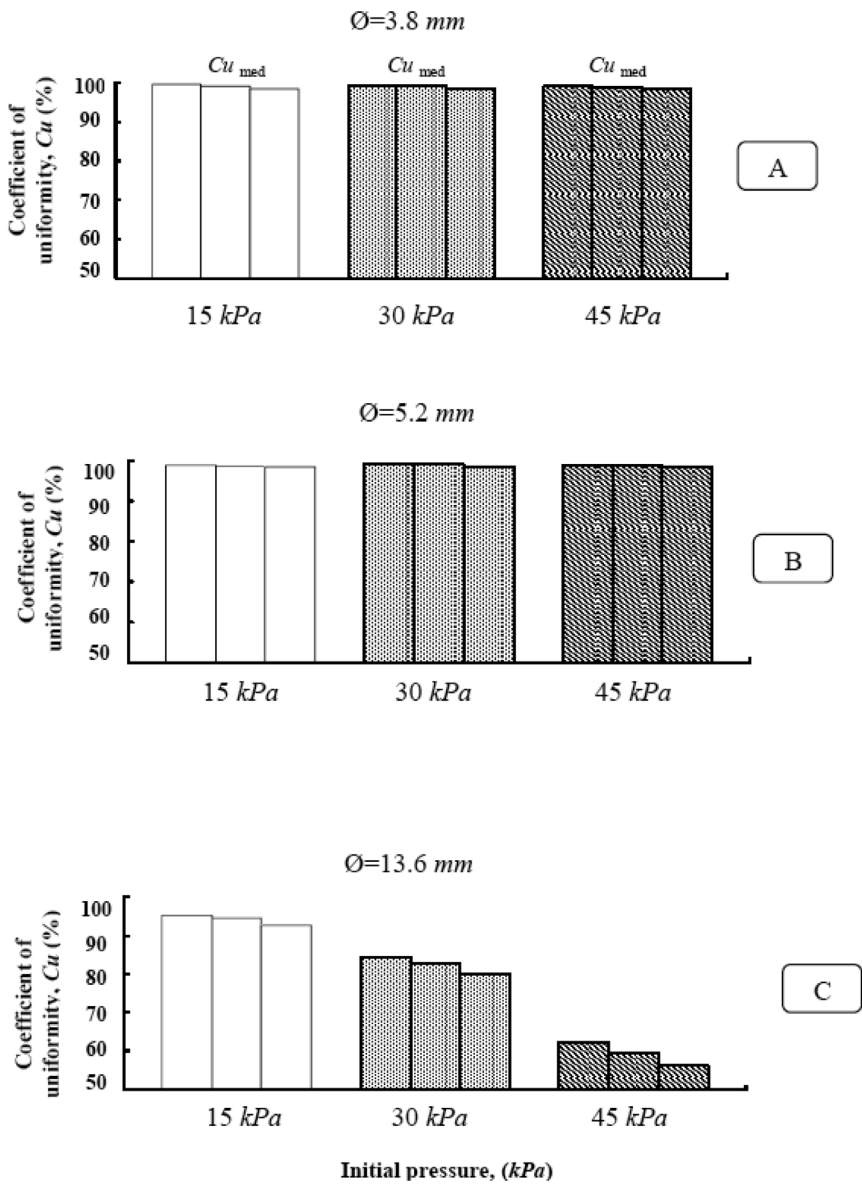 Ø=3.8 mm
Cu med Cu med Cu med
Coefficient of
uniformity, Cu (%)
100
90
80
70
60
50
A
15 kPa 30 kPa 45 kPa
Ø=5.2 mm
Coefficient of
uniformity, Cu (%)
100
90
80
70
60
50
B
15 kPa 30 kPa 45 kPa
Ø=13.6 mm
Coefficient of
uniformity, Cu (%)
100
90
80
70
60
50
C
15 kPa 30 kPa 45 kPa
Initial pressure, (kPa)